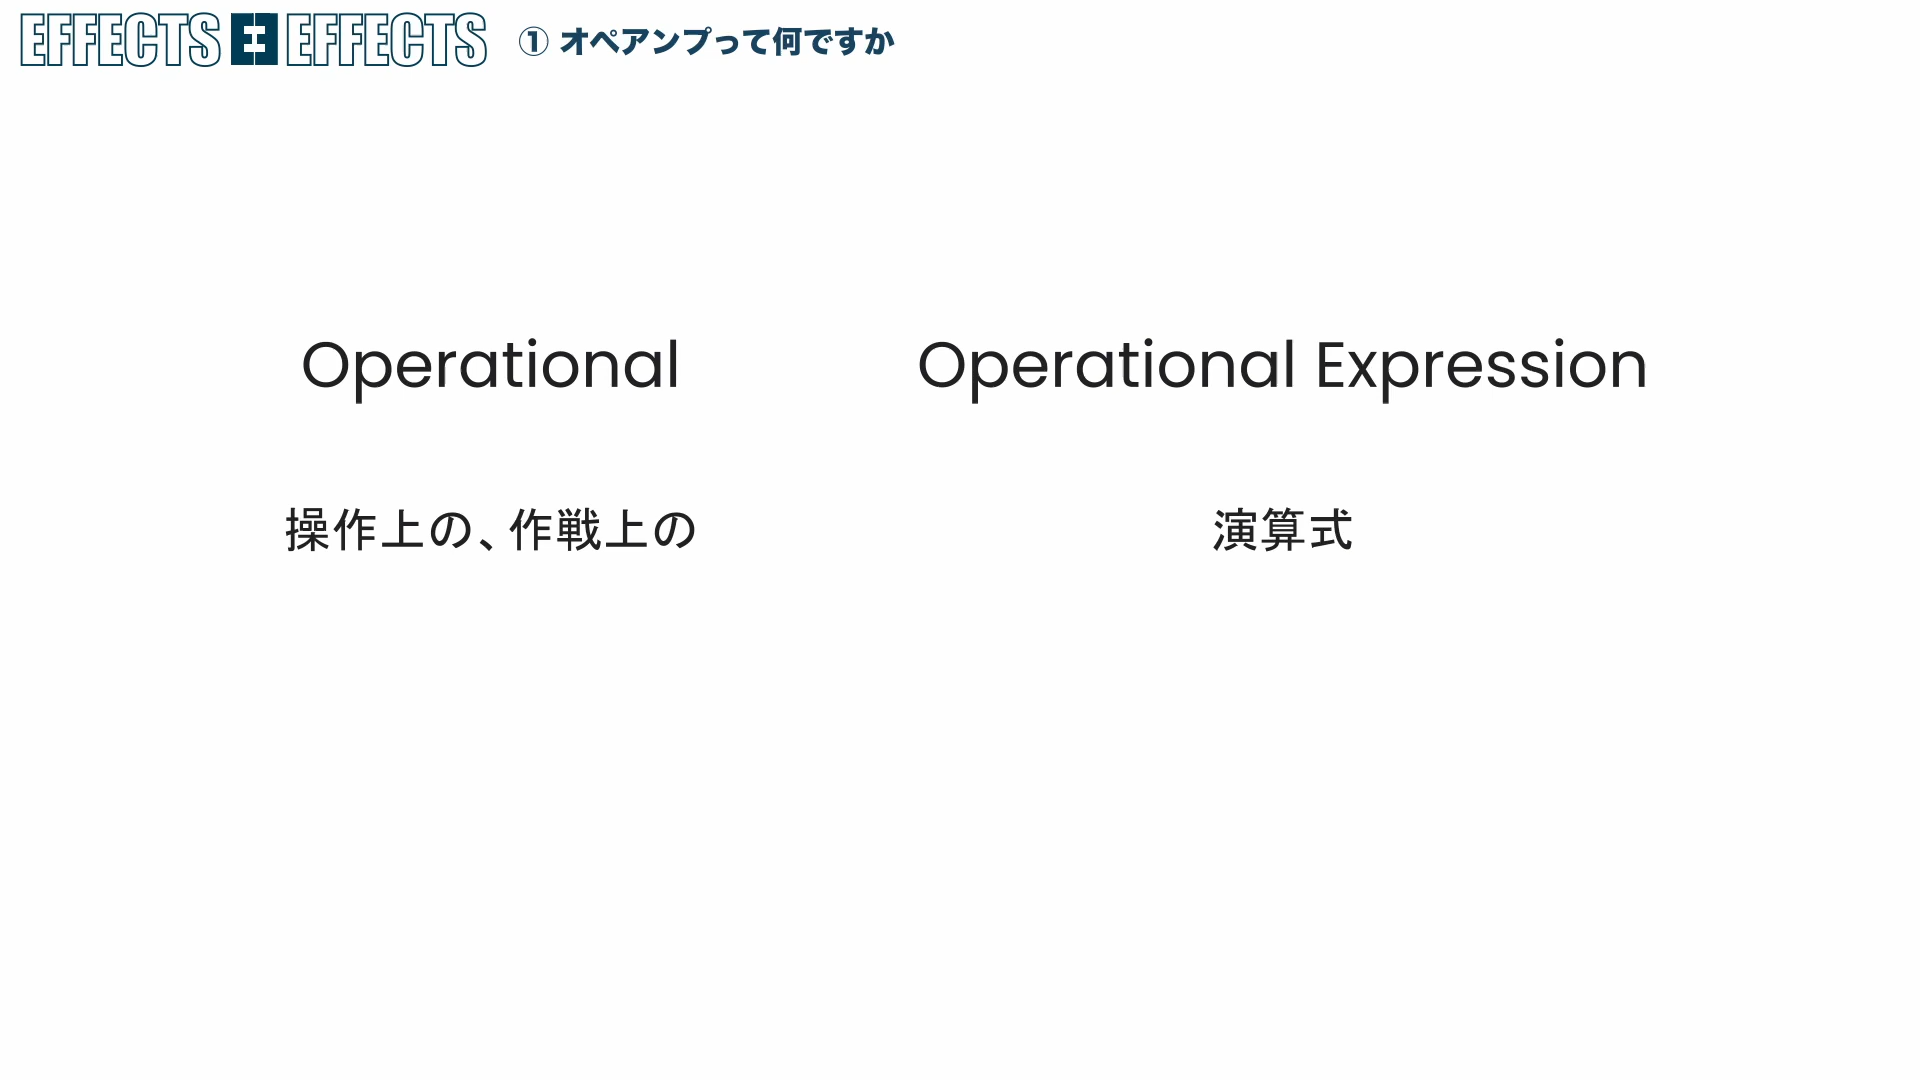 EFFECTS エ EFFECTS ① オペアンプって何ですか
Operational
Operational Expression
操作上の、作戦上の
演算式